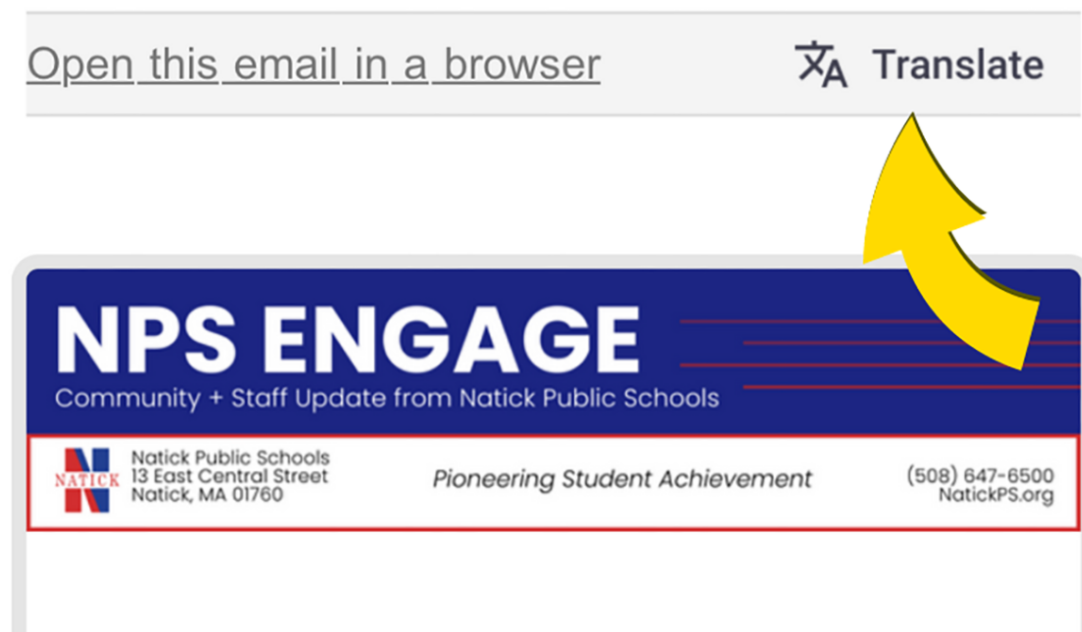 Open this email in a browser
Translate
NPS ENGAGE
Community + Staff Update from Natick Public Schools
NATICK
Natick Public Schools
13 East Central Street
Natick, MA 01760
Pioneering Student Achievement
(508) 647-6500
NatickPS.org